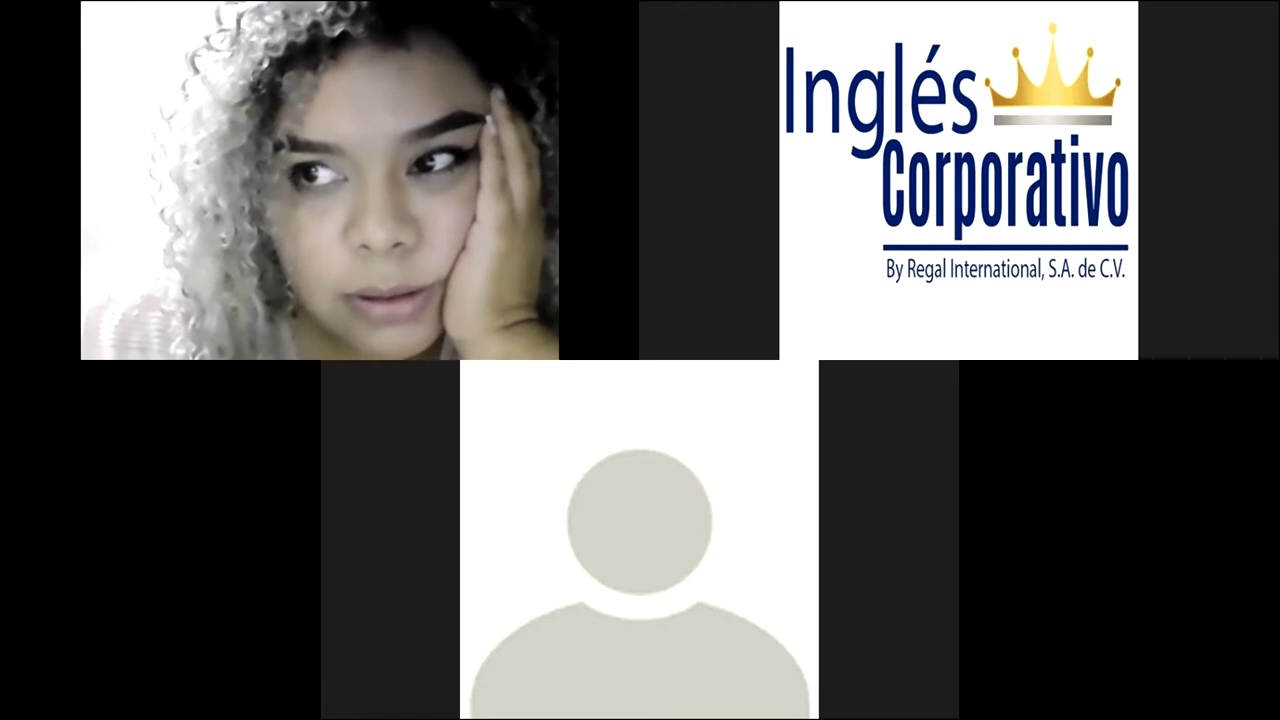 Inglés
Corporativo
By Regal International, S.A. de C.V.